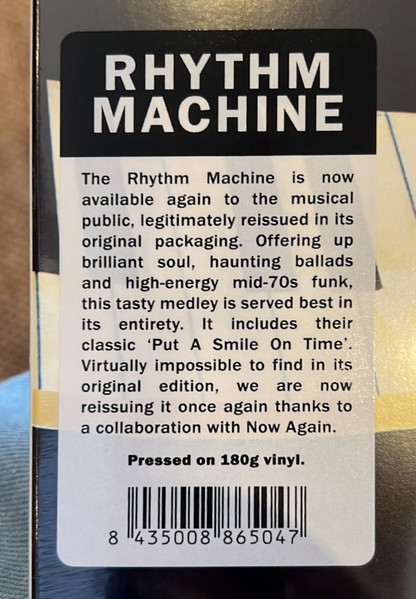 RHYTHM
MACHINE
The Rhythm Machine is now
available again to the musical
public, legitimately reissued in its
original packaging. Offering up
brilliant soul, haunting ballads
and high-energy mid-70s funk,
this tasty medley is served best in
its entirety. It includes their
classic ‘Put A Smile On Time’.
Virtually impossible to find in its
original edition, we are now
reissuing it once again thanks to
a collaboration with Now Again.
Pressed on 180g vinyl.
8 435008 865047